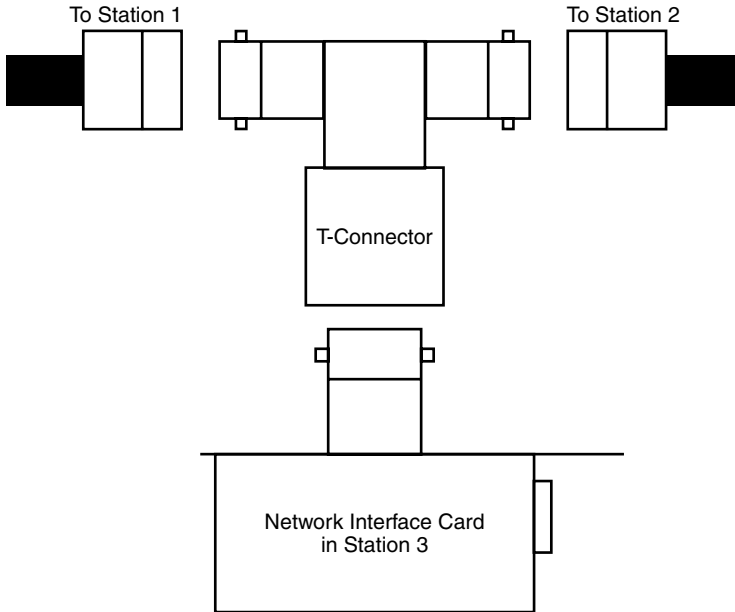 To Station 1
To Station 2
T-Connector
Network Interface Card
in Station 3